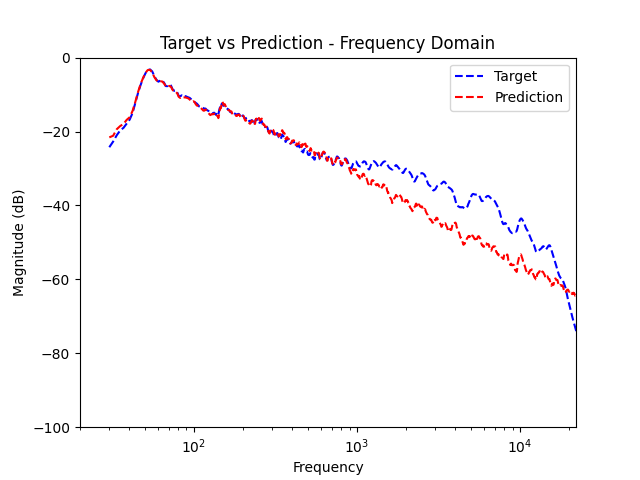 Target vs Prediction - Frequency Domain
Target
Prediction
0
−20
−40
−60
−80
−100
Magnitude (dB)
10²
10³
10⁴
Frequency